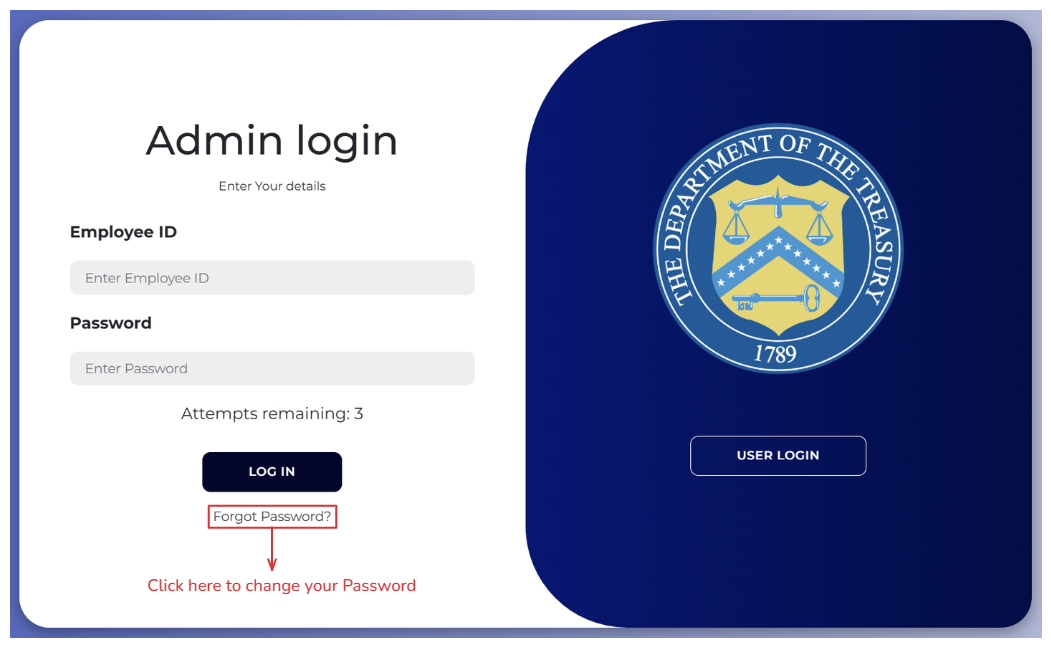 Admin login
Enter Your details
Employee ID
Enter Employee ID
Password
Enter Password
Attempts remaining: 3
LOG IN
Forgot Password?
Click here to change your Password
THE DEPARTMENT OF THE TREASURY
1789
USER LOGIN